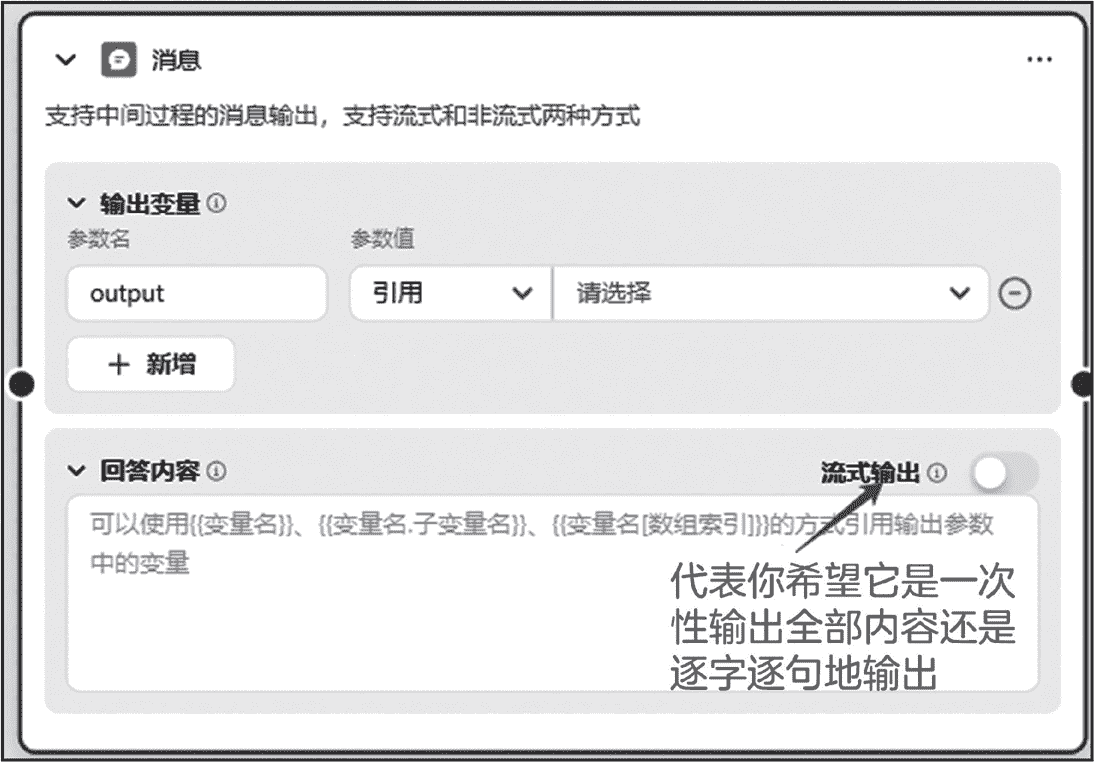 消息
支持中间过程的消息输出，支持流式和非流式两种方式
输出变量
参数名 参数值
output 引用 请选择
+ 新增
回答内容 流式输出
可以使用{{变量名}}、{{变量名.子变量名}}、{{变量名[数组索引]}}的方式引用输出参数
中的变量
代表你希望它是一次
性输出全部内容还是
逐字逐句地输出